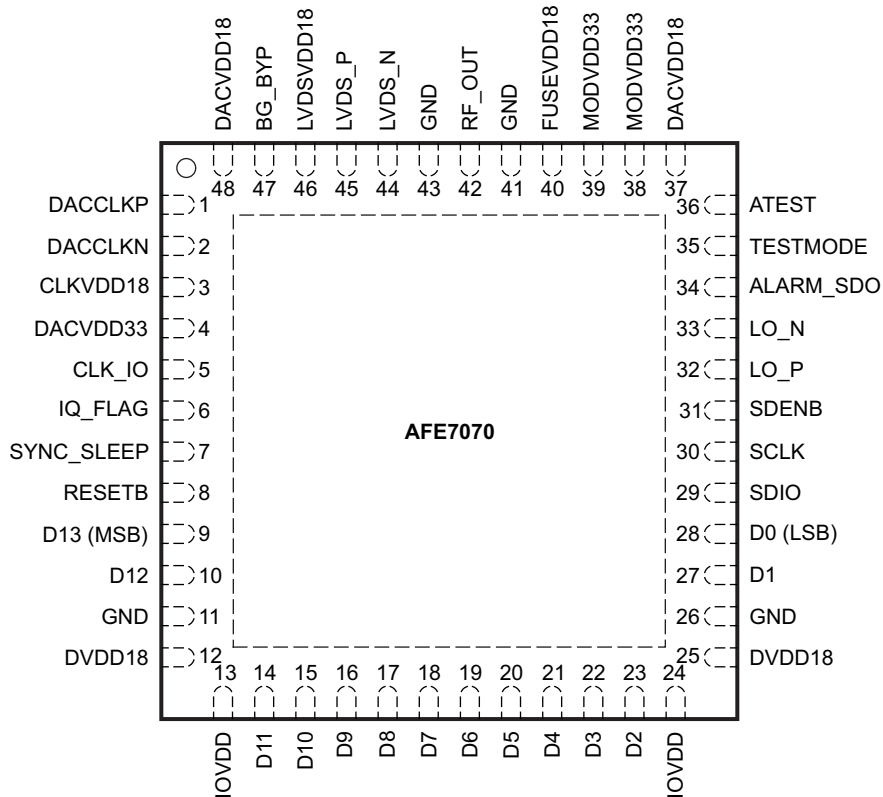 DACVDD18
BG_BYP
LVDSVDD18
LVDS_P
LVDS_N
GND
RF_OUT
GND
FUSEVDD18
MODVDD33
MODVDD33
DACVDD18
48 47 46 45 44 43 42 41 40 39 38 37
DACCLKP 1 36 ATEST
DACCLKN 2 35 TESTMODE
CLKVDD18 3 34 ALARM_SDO
DACVDD33 4 33 LO_N
CLK_IO 5 32 LO_P
IQ_FLAG 6 31 SDENB
AFE7070
SYNC_SLEEP 7 30 SCLK
RESETB 8 29 SDIO
D13 (MSB) 9 28 D0 (LSB)
D12 10 27 D1
GND 11 26 GND
DVDD18 12 25 DVDD18
13 14 15 16 17 18 19 20 21 22 23 24
IOVDD
D11
D10
D9
D8
D7
D6
D5
D4
D3
D2
IOVDD